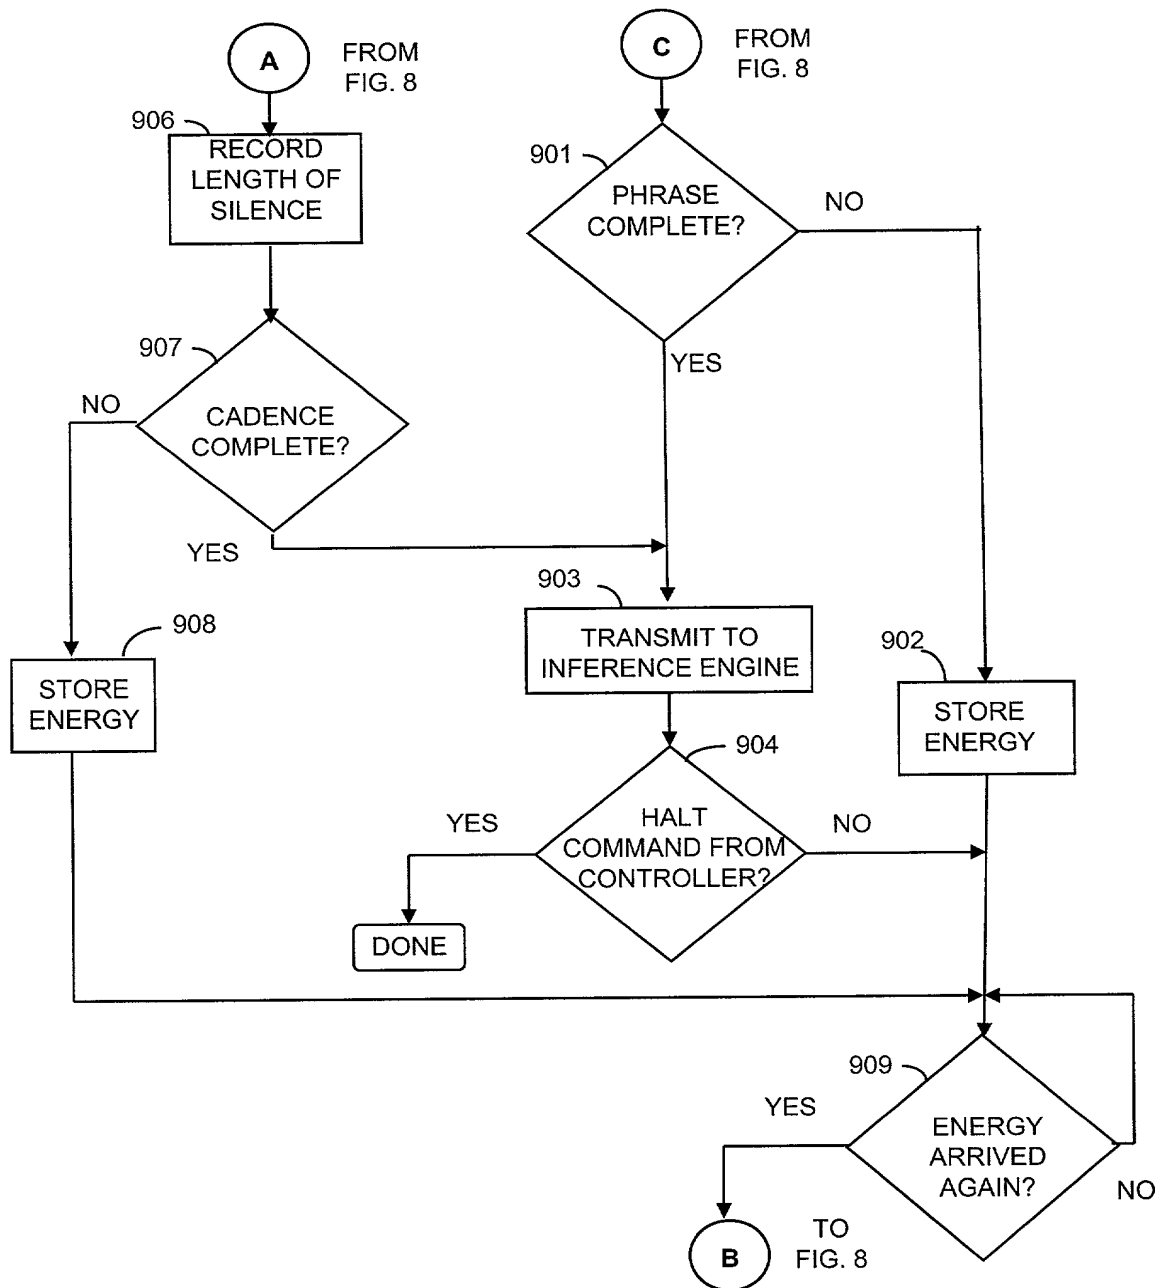 A
FROM
FIG. 8
C
FROM
FIG. 8
906
RECORD
LENGTH OF
SILENCE
901
PHRASE
COMPLETE?
NO
YES
907
NO
CADENCE
COMPLETE?
YES
903
TRANSMIT TO
INFERENCE ENGINE
908
STORE
ENERGY
902
STORE
ENERGY
904
YES
HALT
COMMAND FROM
CONTROLLER?
NO
DONE
909
YES
ENERGY
ARRIVED
AGAIN?
NO
B
TO
FIG. 8